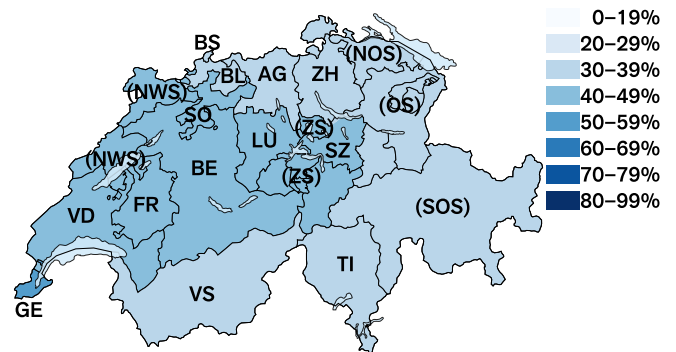 BS
(NOS)
0–19%
20–29%
30–39%
40–49%
50–59%
60–69%
70–79%
80–99%
(NWS)
BL
AG
ZH
(OS)
SO
LU
(ZS)
SZ
(NWS)
BE
(ZS)
FR
VD
(SOS)
TI
VS
GE